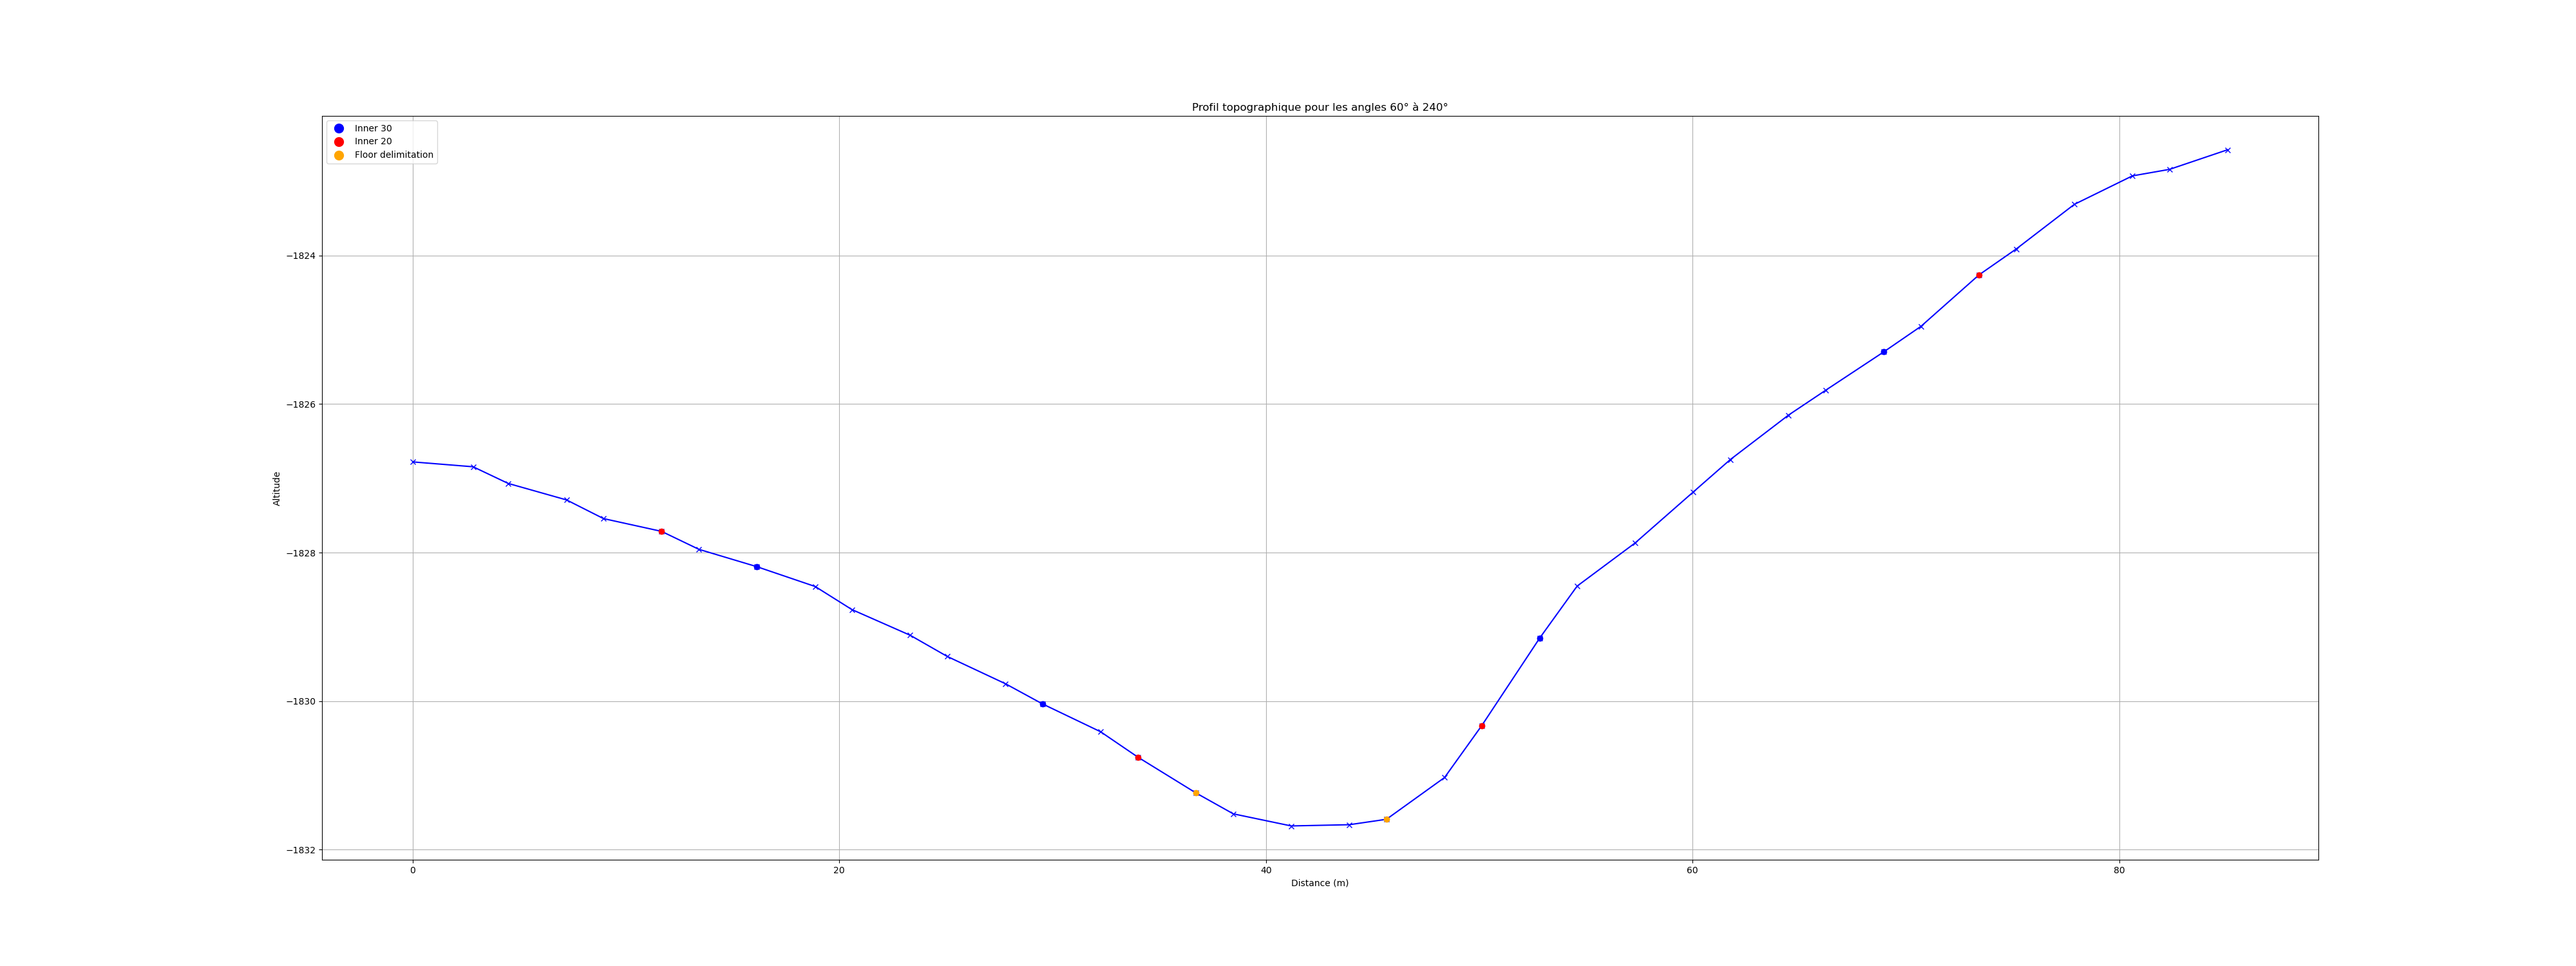 Profil topographique pour les angles 60° à 240°
Inner 30
Inner 20
Floor delimitation
Altitude
−1824
−1826
−1828
−1830
−1832
0
20
40
60
80
Distance (m)